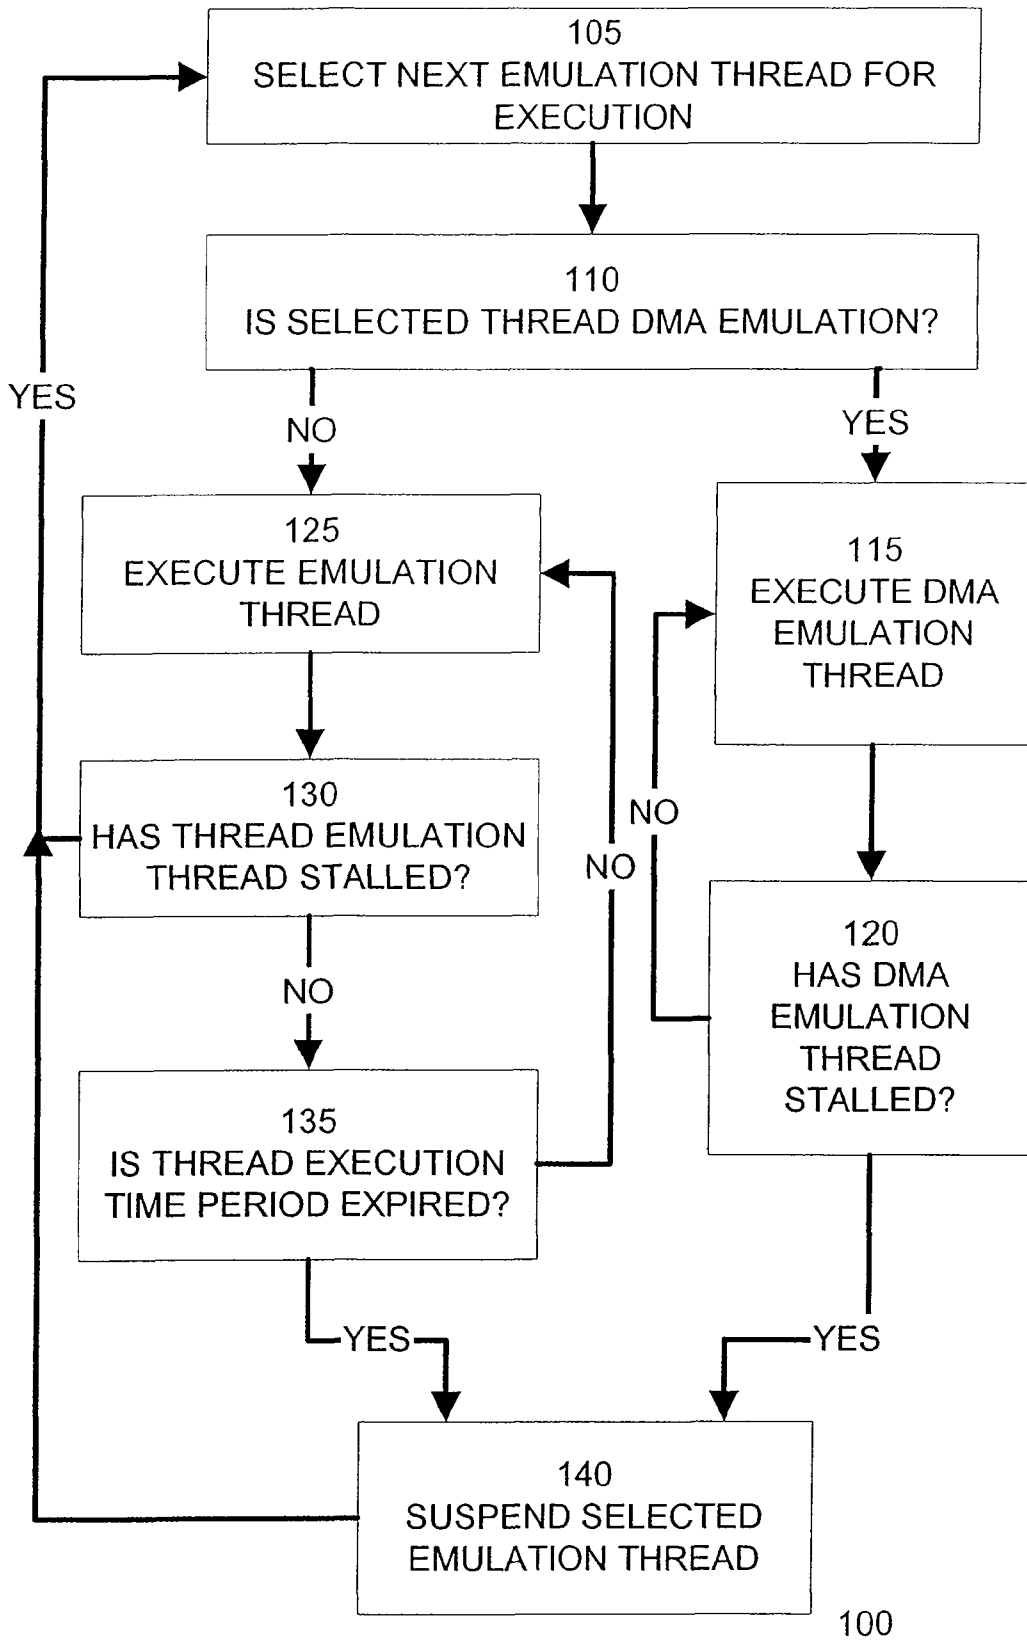 105
SELECT NEXT EMULATION THREAD FOR
EXECUTION
110
IS SELECTED THREAD DMA EMULATION?
YES
NO
YES
125
EXECUTE EMULATION
THREAD
115
EXECUTE DMA
EMULATION
THREAD
130
HAS THREAD EMULATION
THREAD STALLED?
NO
NO
120
HAS DMA
EMULATION
THREAD
STALLED?
NO
135
IS THREAD EXECUTION
TIME PERIOD EXPIRED?
YES
YES
140
SUSPEND SELECTED
EMULATION THREAD
100